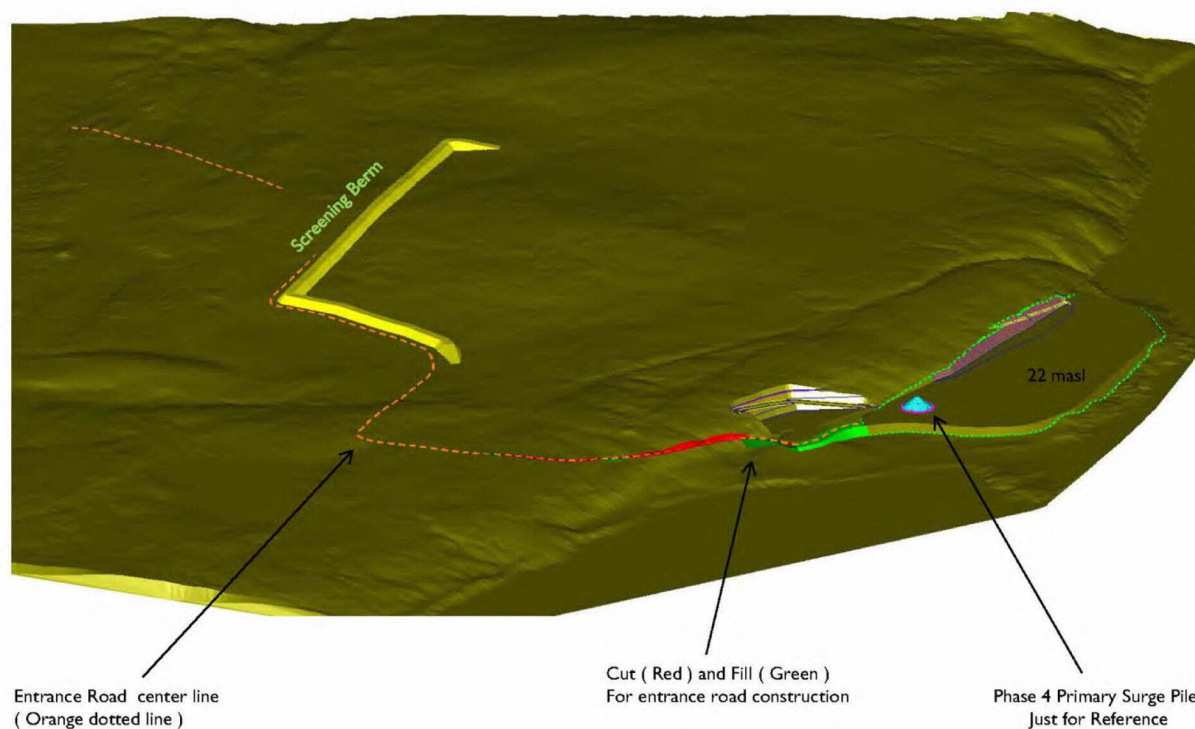 Screening Berm
22 masl
Entrance Road center line
( Orange dotted line )
Cut ( Red ) and Fill ( Green )
For entrance road construction
Phase 4 Primary Surge Pile
Just for Reference